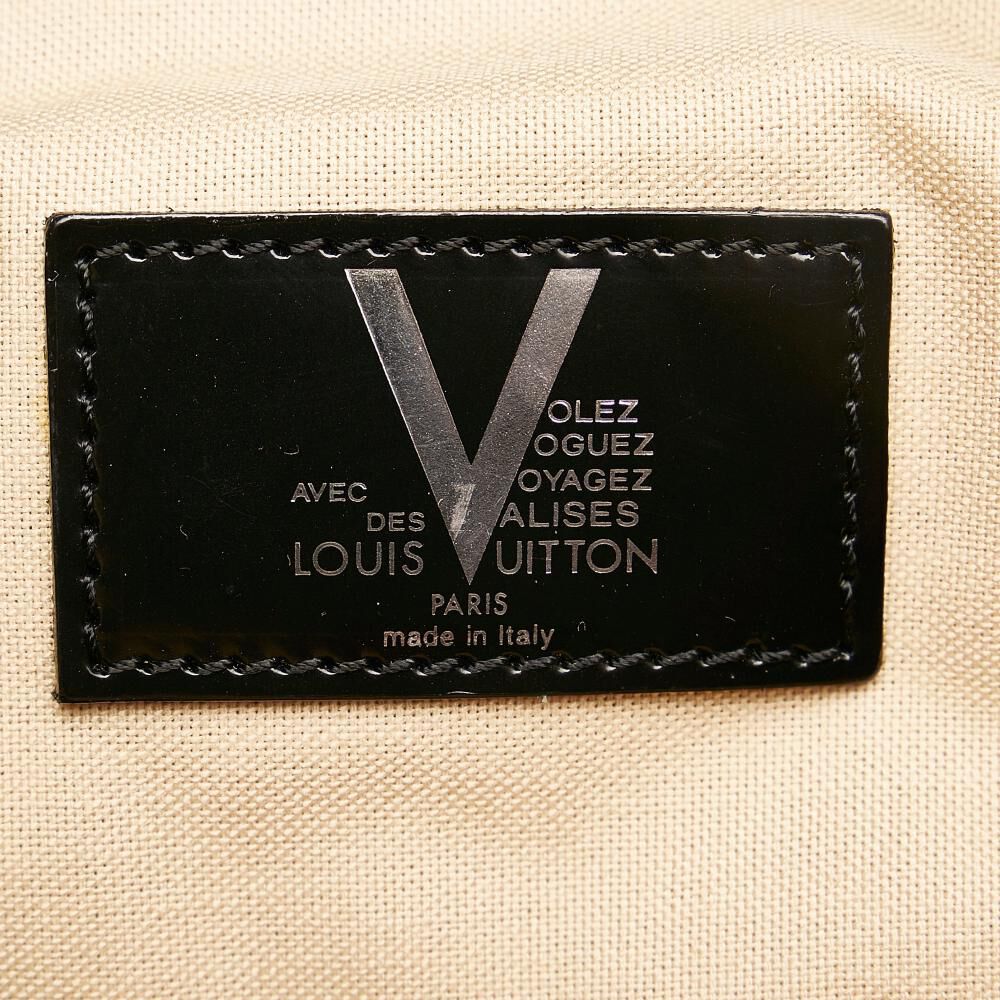 VOLEZ
VOGUEZ
VOYAGEZ
AVEC
DES VALISES
LOUIS VUITTON
PARIS
made in Italy